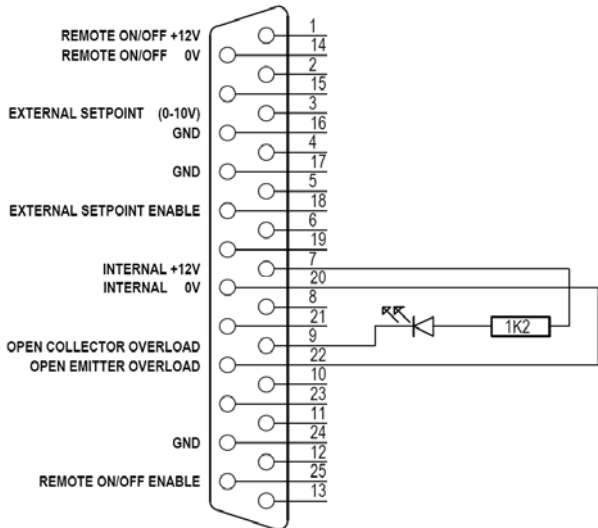 REMOTE ON/OFF +12V 1
REMOTE ON/OFF 0V 14
2
15
EXTERNAL SETPOINT (0-10V) 3
GND 16
4
GND 17
5
EXTERNAL SETPOINT ENABLE 18
6
19
INTERNAL +12V 7
INTERNAL 0V 20
8
21
1K2
OPEN COLLECTOR OVERLOAD 9
OPEN EMITTER OVERLOAD 22
10
23
11
GND 24
12
REMOTE ON/OFF ENABLE 25
13